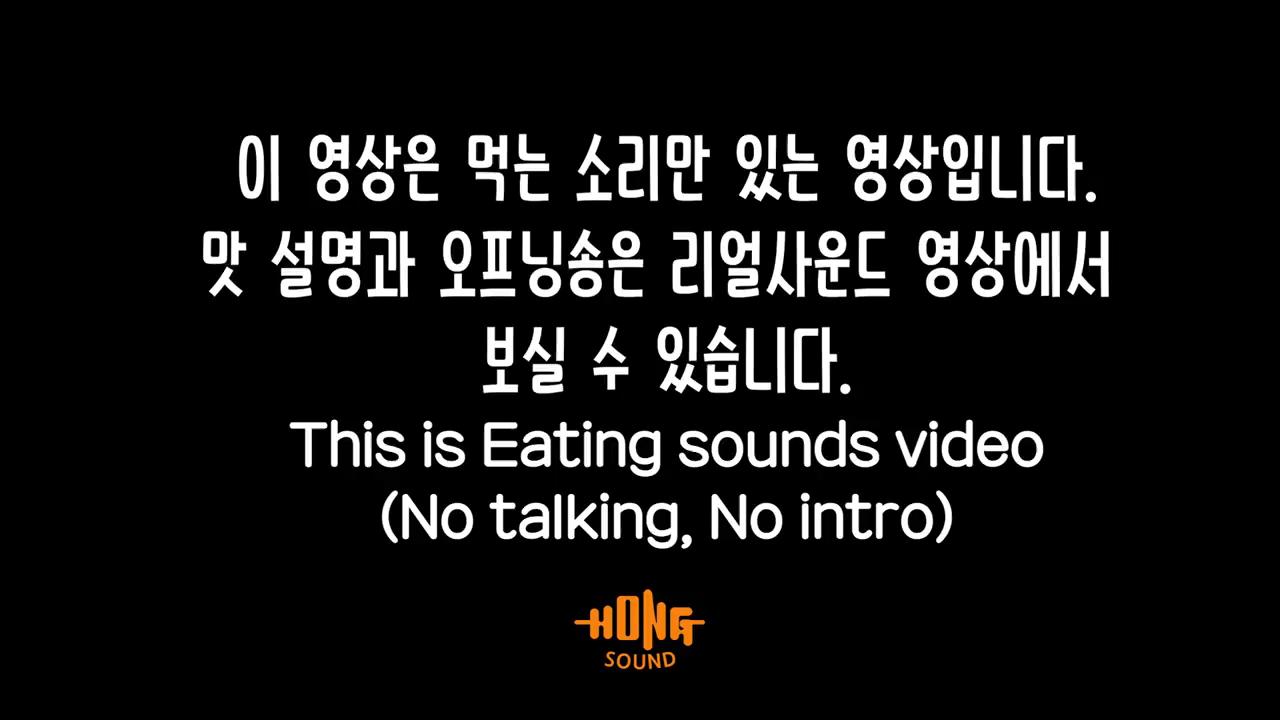 이 영상은 먹는 소리만 있는 영상입니다.
맛 설명과 오프닝송은 리얼사운드 영상에서
보실 수 있습니다.
This is Eating sounds video
(No talking, No intro)
HONG
SOUND